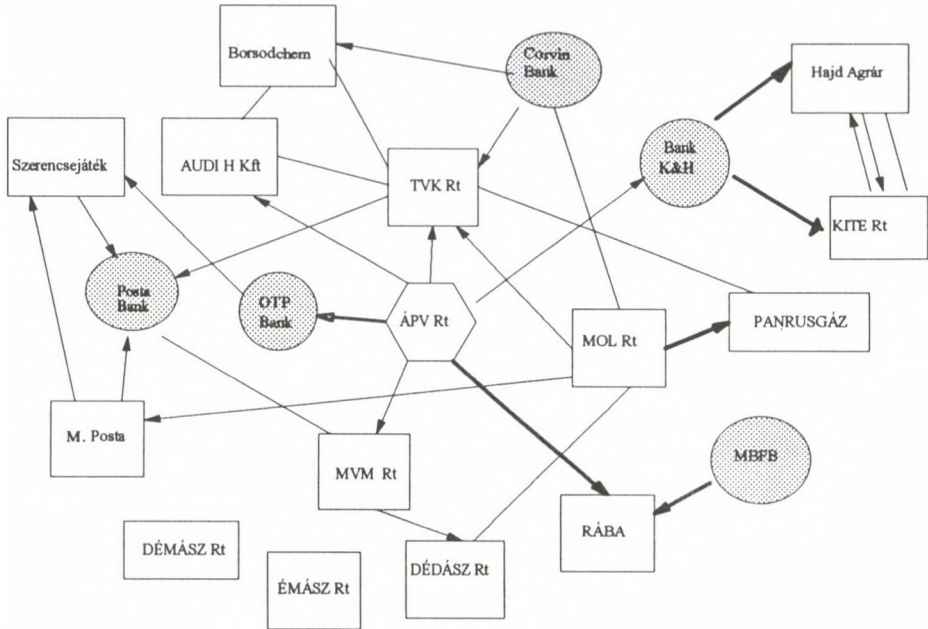 Borsodchem
Corvin
Bank
Hajd Agrár
Szerencsejáték
AUDI H Kft
Bank
K&H
TVK Rt
KITE Rt
Posta
Bank
OTP
Bank
ÁPV Rt
MOL Rt
PANRUSGÁZ
M. Posta
MVM Rt
MBFB
RÁBA
DÉMÁSZ Rt
ÉMÁSZ Rt
DÉDÁSZ Rt